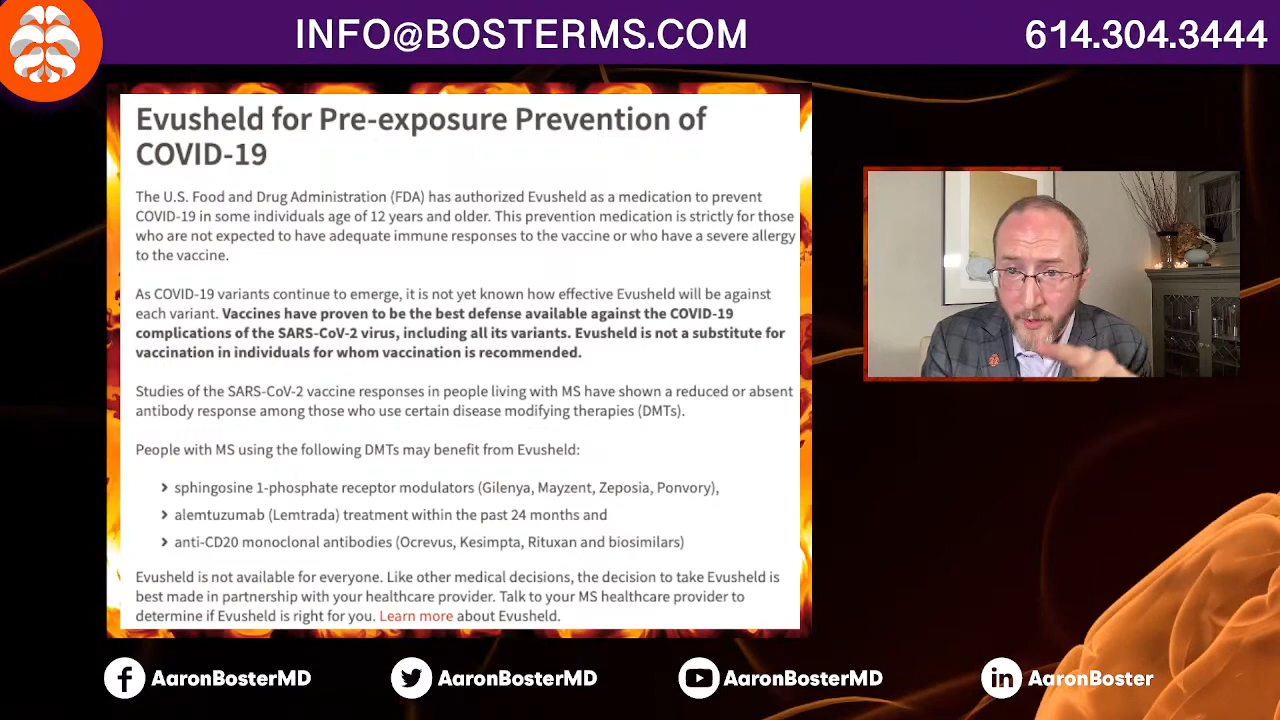 INFO@BOSTERMS.COM
614.304.3444
Evusheld for Pre-exposure Prevention of
COVID-19
The U.S. Food and Drug Administration (FDA) has authorized Evusheld as a medication to prevent
COVID-19 in some individuals age of 12 years and older. This prevention medication is strictly for those
who are not expected to have adequate immune responses to the vaccine or who have a severe allergy
to the vaccine.
As COVID-19 variants continue to emerge, it is not yet known how effective Evusheld will be against
each variant. Vaccines have proven to be the best defense available against the COVID-19
complications of the SARS-CoV-2 virus, including all its variants. Evusheld is not a substitute for
vaccination in individuals for whom vaccination is recommended.
Studies of the SARS-CoV-2 vaccine responses in people living with MS have shown a reduced or absent
antibody response among those who use certain disease modifying therapies (DMTs).
People with MS using the following DMTs may benefit from Evusheld:
sphingosine 1-phosphate receptor modulators (Gilenya, Mayzent, Zeposia, Ponvory),
alemtuzumab (Lemtrada) treatment within the past 24 months and
anti-CD20 monoclonal antibodies (Ocrevus, Kesimpta, Rituxan and biosimilars)
Evusheld is not available for everyone. Like other medical decisions, the decision to take Evusheld is
best made in partnership with your healthcare provider. Talk to your MS healthcare provider to
determine if Evusheld is right for you. Learn more about Evusheld.
AaronBosterMD
AaronBosterMD
AaronBosterMD
AaronBoster